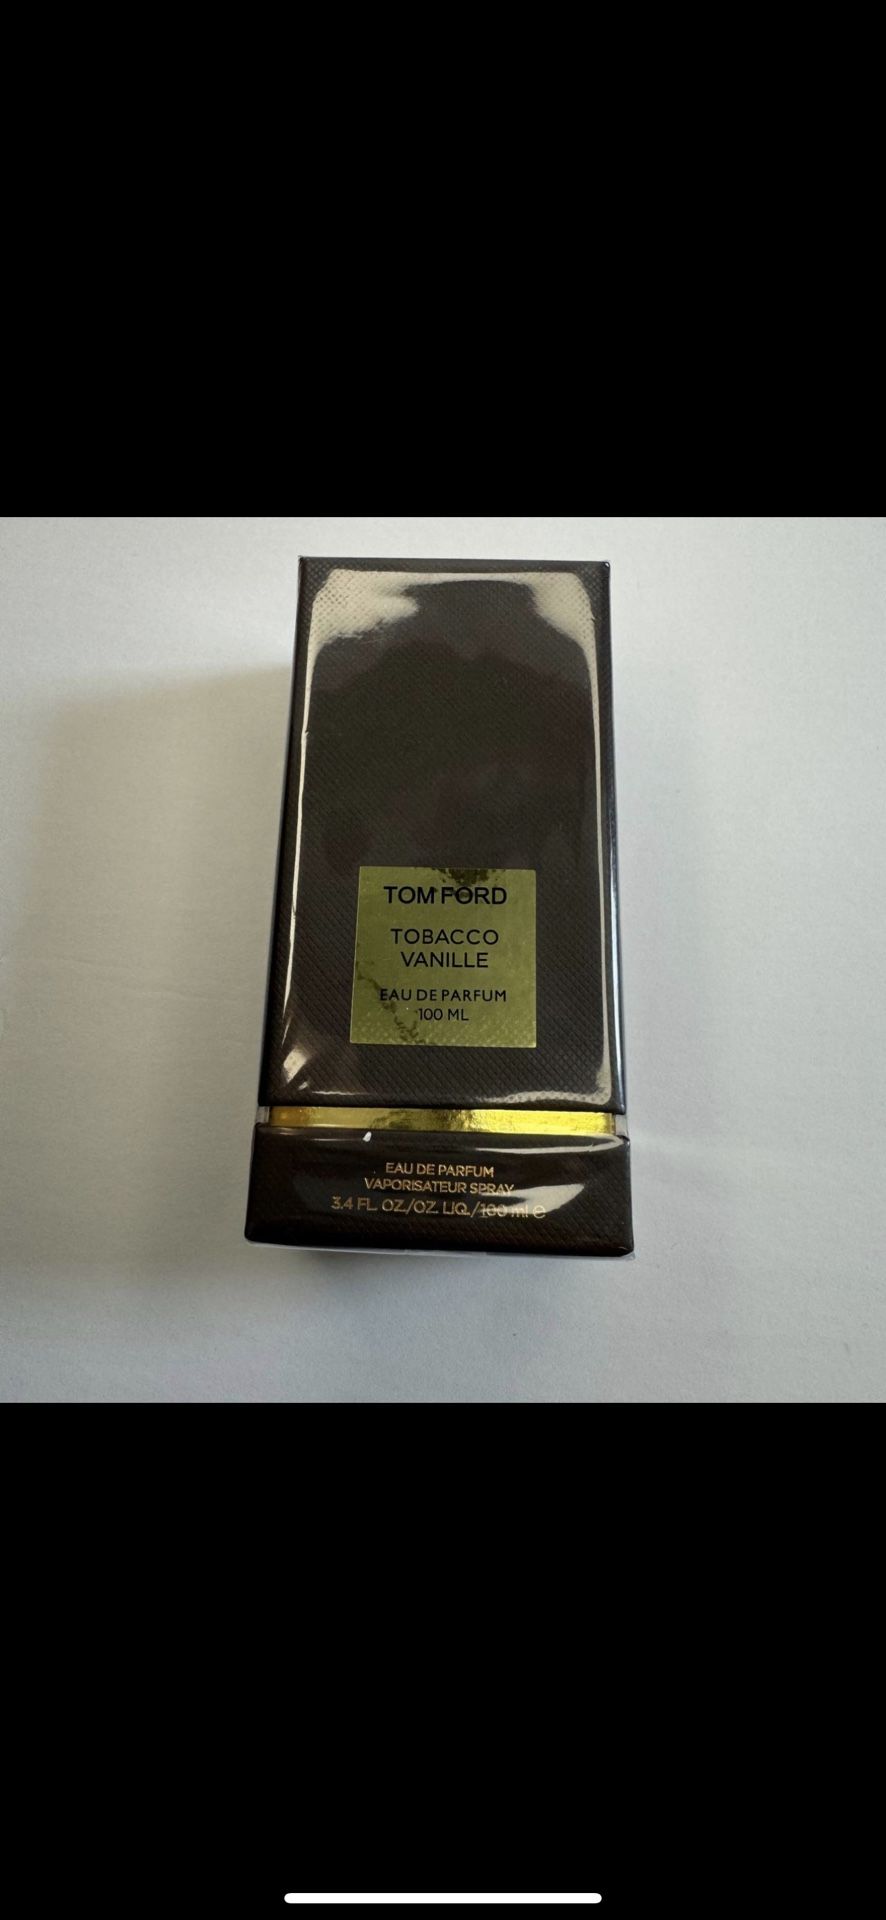 TOM FORD
TOBACCO
VANILLE
EAU DE PARFUM
100 ML
EAU DE PARFUM
VAPORISATEUR SPRAY
3.4 FL. OZ./OZ. LIQ./100 ml e